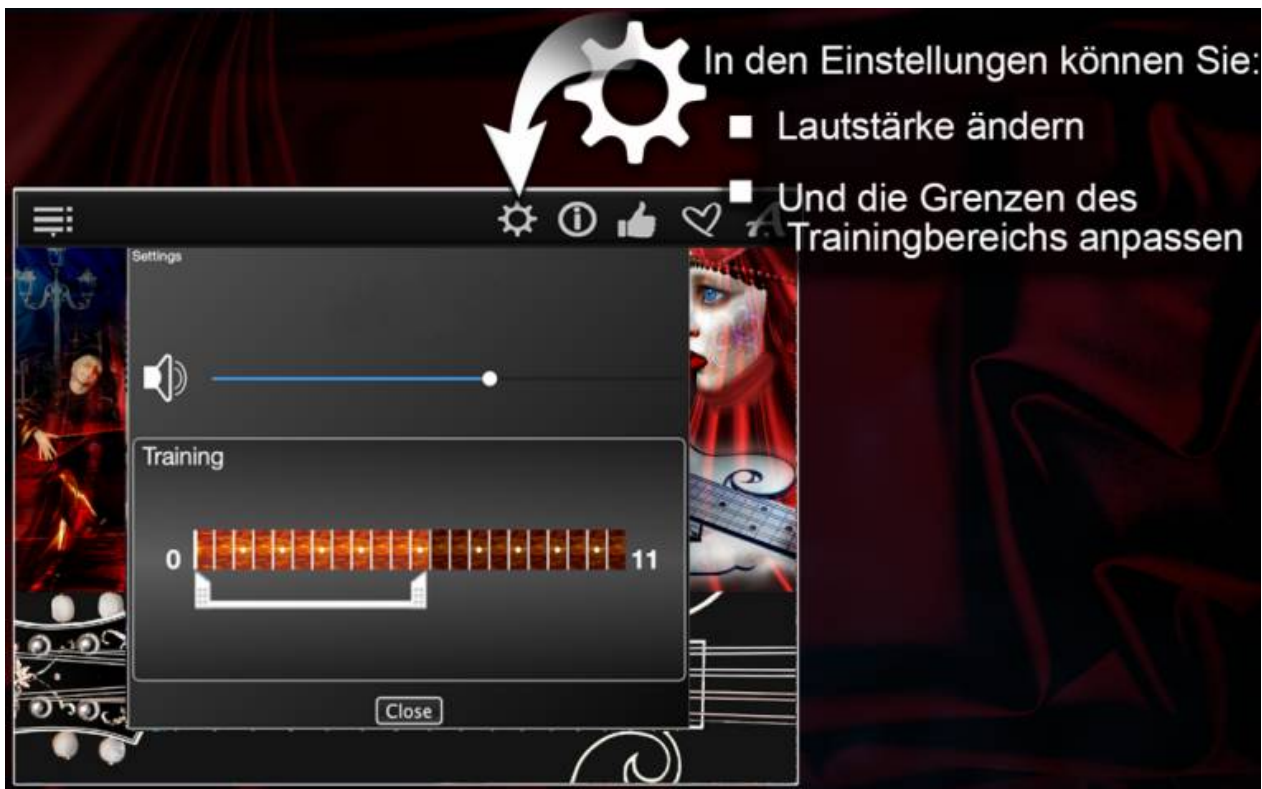 In den Einstellungen können Sie:
Lautstärke ändern
Und die Grenzen des
Trainingbereichs anpassen
Settings
Training
0
11
Close